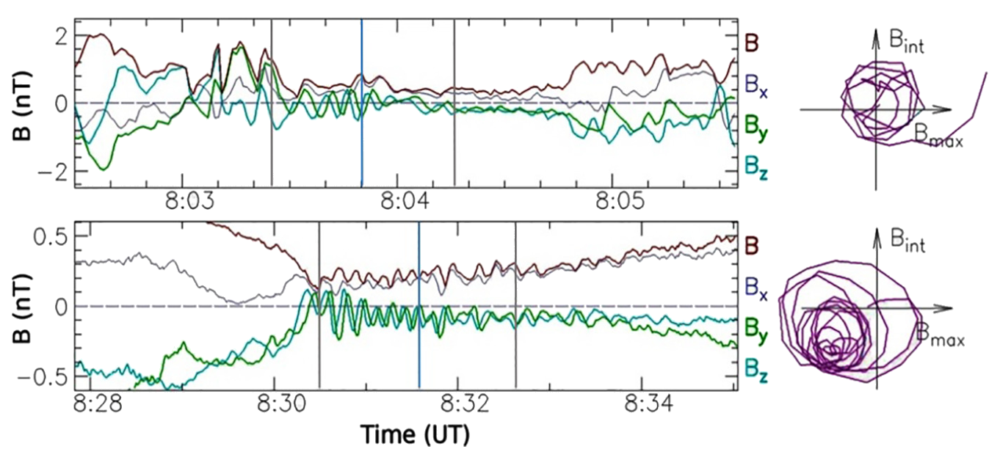 B (nT)
2
0
−2
8:03
8:04
8:05
B
Bx
By
Bz
Bint
Bmax
B (nT)
0.5
0
−0.5
8:28
8:30
8:32
8:34
B
Bx
By
Bz
Bint
Bmax
Time (UT)